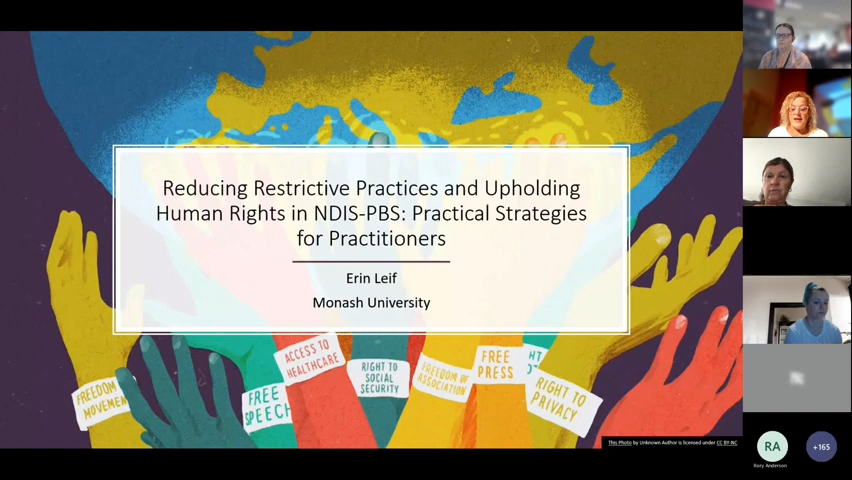 Reducing Restrictive Practices and Upholding
Human Rights in NDIS-PBS: Practical Strategies
for Practitioners
Erin Leif
Monash University
FREEDOM
MOVEMEN
FREE
SPEECH
ACCESS TO
HEALTHCARE
RIGHT TO
SOCIAL
SECURITY
FREEDOM OF
ASSOCIATION
FREE
PRESS
HT
RIGHT TO
PRIVACY
This Photo by Unknown Author is licensed under CC BY-NC
RA
Rory Anderson
+165